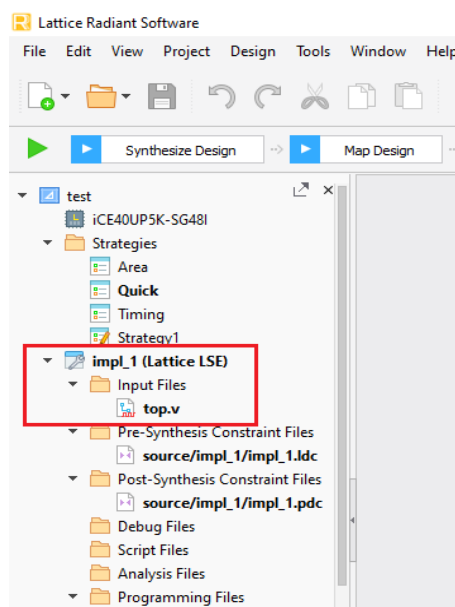 Lattice Radiant Software
File Edit View Project Design Tools Window Help
Synthesize Design Map Design
test
iCE40UP5K-SG48I
Strategies
Area
Quick
Timing
Strategy1
impl_1 (Lattice LSE)
Input Files
top.v
Pre-Synthesis Constraint Files
source/impl_1/impl_1.ldc
Post-Synthesis Constraint Files
source/impl_1/impl_1.pdc
Debug Files
Script Files
Analysis Files
Programming Files